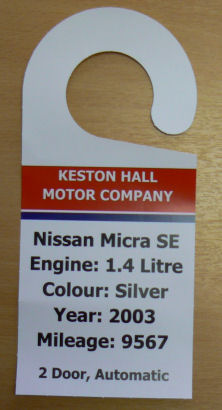 KESTON HALL
MOTOR COMPANY
Nissan Micra SE
Engine: 1.4 Litre
Colour: Silver
Year: 2003
Mileage: 9567
2 Door, Automatic